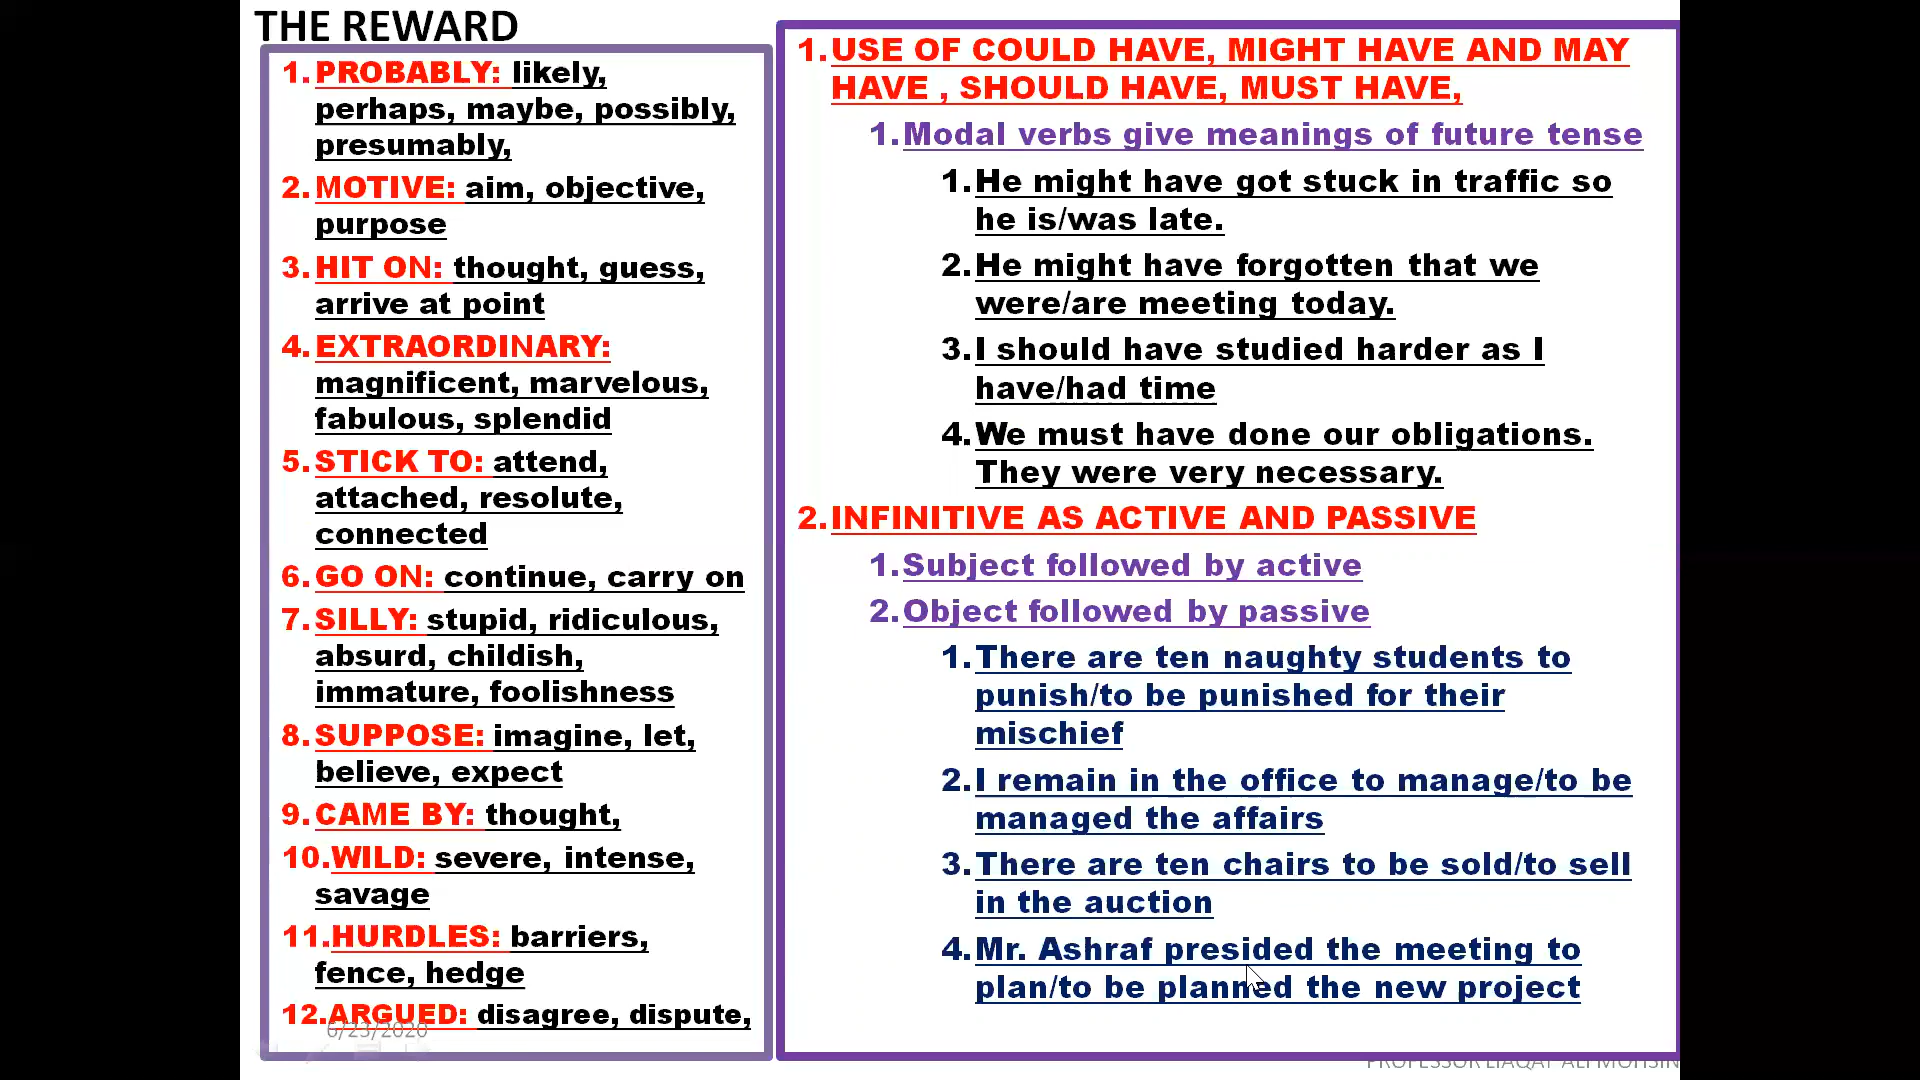 THE REWARD
1. PROBABLY: likely,
perhaps, maybe, possibly,
presumably,
2. MOTIVE: aim, objective,
purpose
3. HIT ON: thought, guess,
arrive at point
4. EXTRAORDINARY:
magnificent, marvelous,
fabulous, splendid
5. STICK TO: attend,
attached, resolute,
connected
6. GO ON: continue, carry on
7. SILLY: stupid, ridiculous,
absurd, childish,
immature, foolishness
8. SUPPOSE: imagine, let,
believe, expect
9. CAME BY: thought,
10. WILD: severe, intense,
savage
11. HURDLES: barriers,
fence, hedge
12. ARGUED: disagree, dispute,
6/23/2020
1. USE OF COULD HAVE, MIGHT HAVE AND MAY
HAVE , SHOULD HAVE, MUST HAVE,
1. Modal verbs give meanings of future tense
1. He might have got stuck in traffic so
he is/was late.
2. He might have forgotten that we
were/are meeting today.
3. I should have studied harder as I
have/had time
4. We must have done our obligations.
They were very necessary.
2. INFINITIVE AS ACTIVE AND PASSIVE
1. Subject followed by active
2. Object followed by passive
1. There are ten naughty students to
punish/to be punished for their
mischief
2. I remain in the office to manage/to be
managed the affairs
3. There are ten chairs to be sold/to sell
in the auction
4. Mr. Ashraf presided the meeting to
plan/to be planned the new project
PROFESSOR LIAQAT ALI MOHSIN